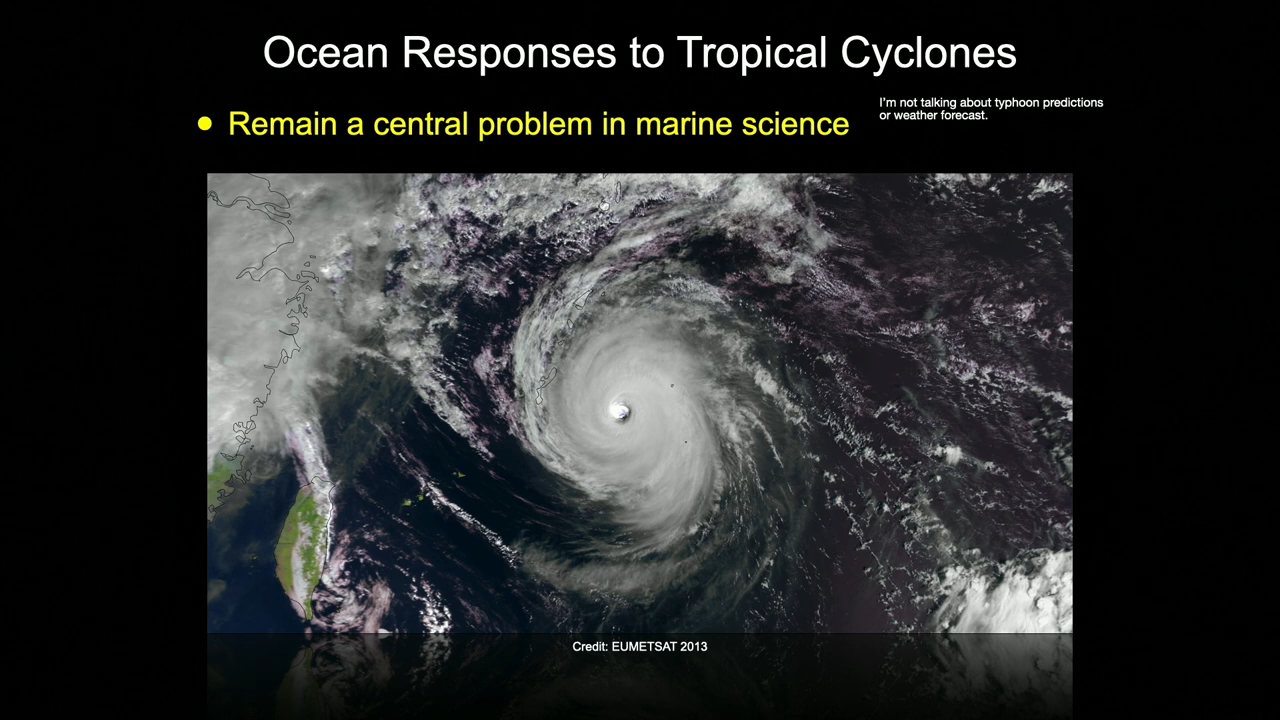 Ocean Responses to Tropical Cyclones
• Remain a central problem in marine science
I'm not talking about typhoon predictions
or weather forecast.
Credit: EUMETSAT 2013